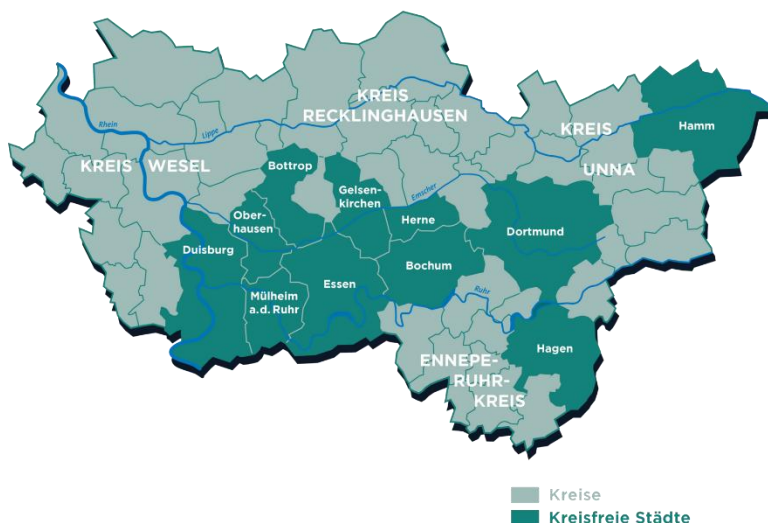 KREIS
RECKLINGHAUSEN
Hamm
Rhein
Lippe
KREIS
KREIS WESEL
Bottrop
UNNA
Gelsen-
kirchen
Emscher
Ober-
hausen
Herne
Dortmund
Duisburg
Bochum
Essen
Mülheim
a.d. Ruhr
Ruhr
Hagen
ENNEPE-
RUHR-
KREIS
Kreise
Kreisfreie Städte